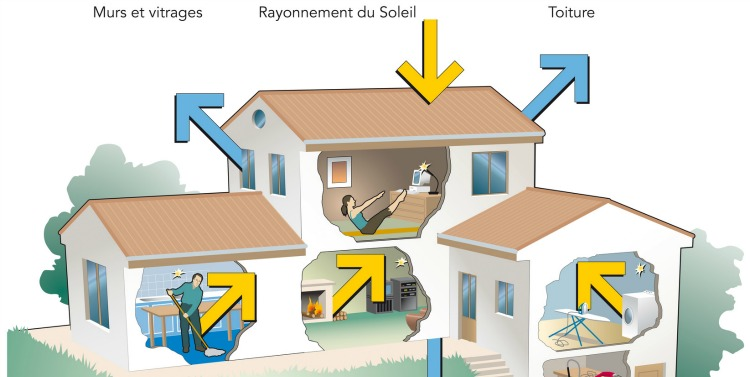 Murs et vitrages
Rayonnement du Soleil
Toiture